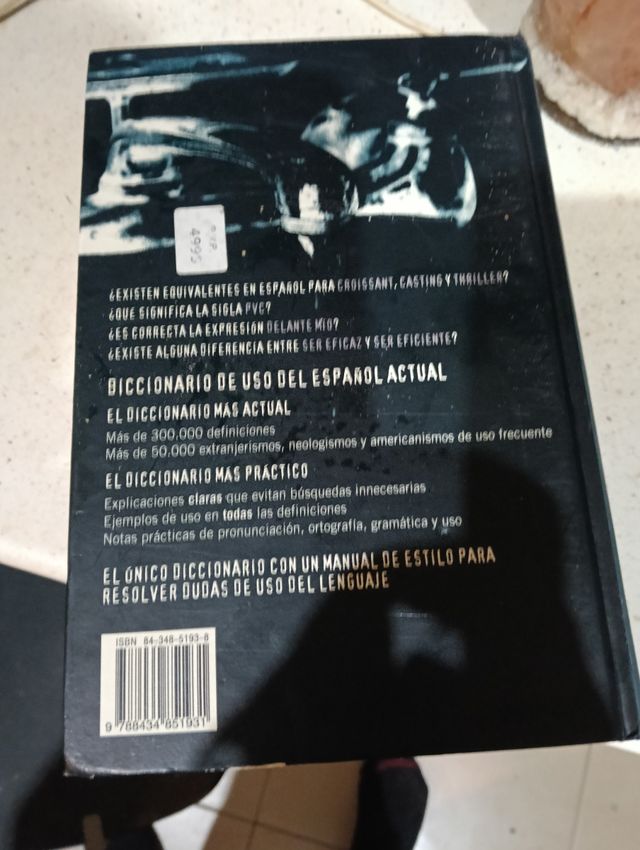 P.V.P.
4995
¿EXISTEN EQUIVALENTES EN ESPAÑOL PARA CROISSANT, CASTING Y THRILLER?
¿QUE SIGNIFICA LA SIGLA PVC?
¿ES CORRECTA LA EXPRESIÓN DELANTE MÍO?
¿EXISTE ALGUNA DIFERENCIA ENTRE SER EFICAZ Y SER EFICIENTE?
DICCIONARIO DE USO DEL ESPAÑOL ACTUAL
EL DICCIONARIO MÁS ACTUAL
Más de 300.000 definiciones
Más de 50.000 extranjerismos, neologismos y americanismos de uso frecuente
EL DICCIONARIO MÁS PRÁCTICO
Explicaciones claras que evitan búsquedas innecesarias
Ejemplos de uso en todas las definiciones
Notas prácticas de pronunciación, ortografía, gramática y uso
EL ÚNICO DICCIONARIO CON UN MANUAL DE ESTILO PARA
RESOLVER DUDAS DE USO DEL LENGUAJE
ISBN 84-348-5193-8
9 788434 851931